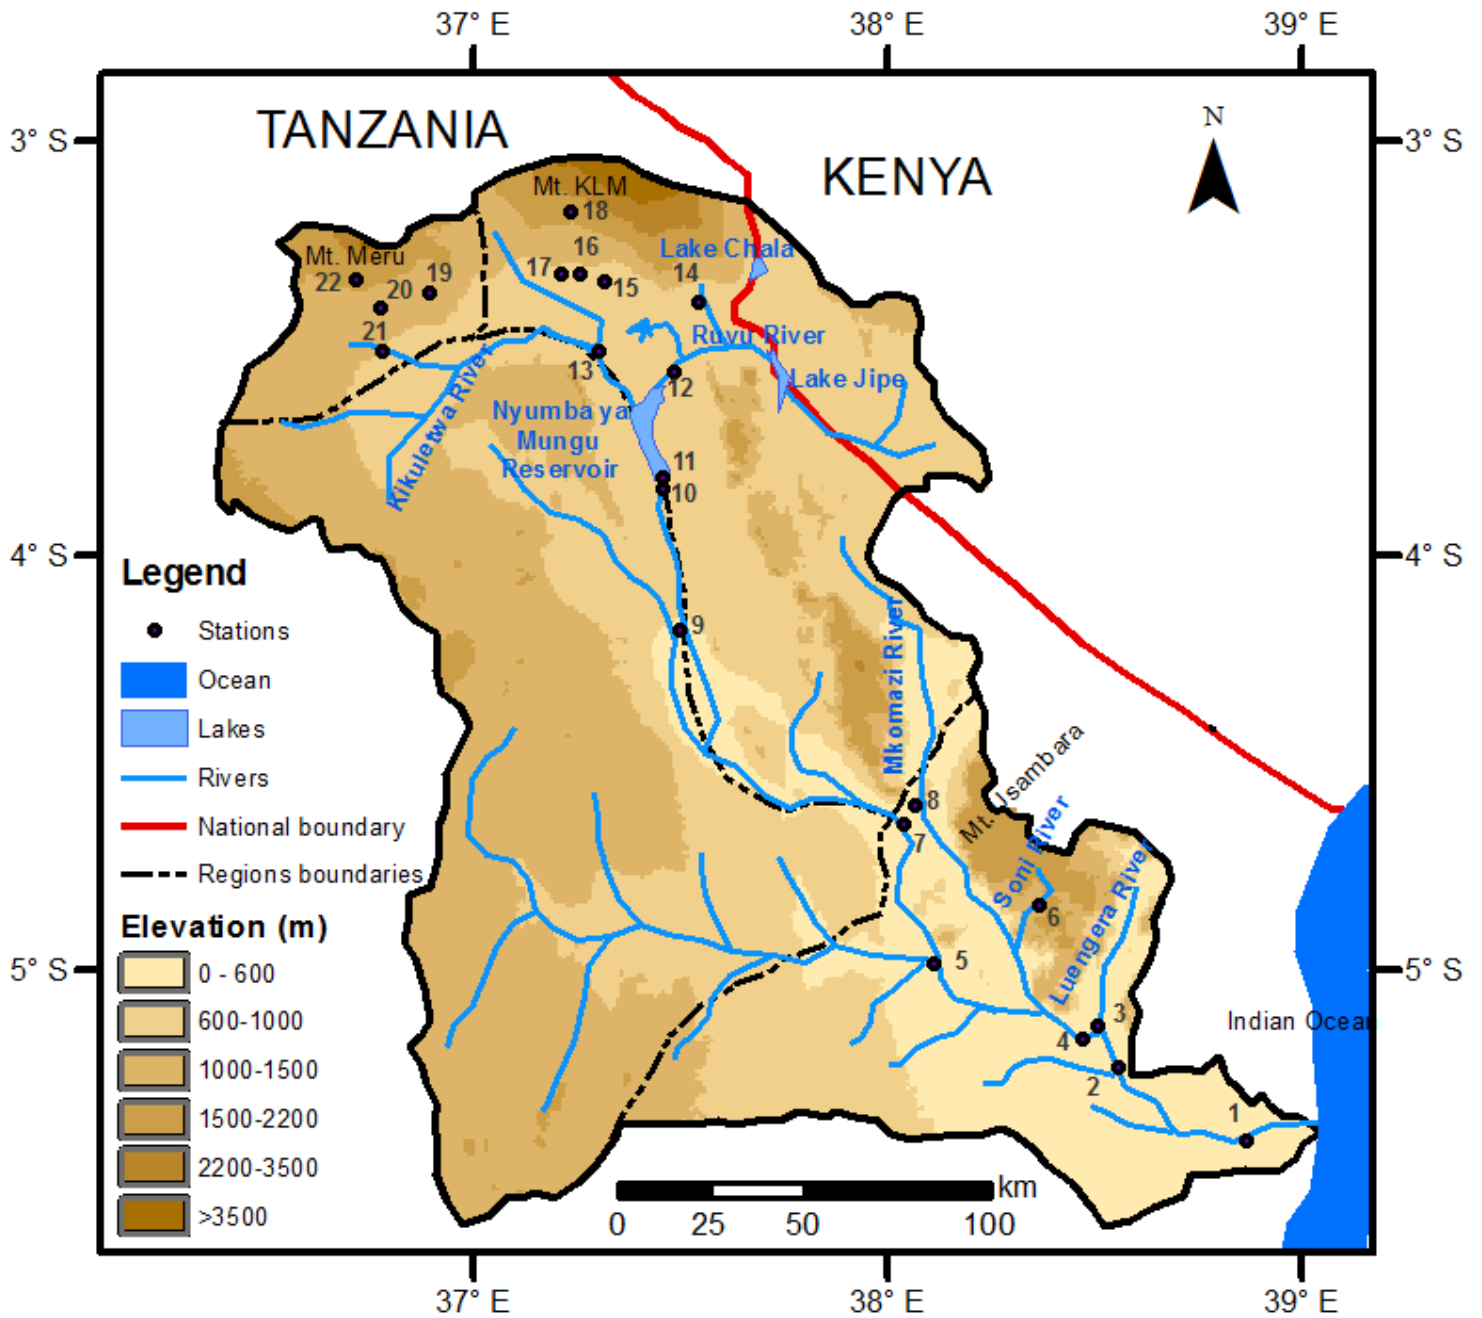 37° E
38° E
39° E
3° S
3° S
TANZANIA
KENYA
N
Mt. KLM
18
Lake Chala
Mt. Meru
22
20
19
17
16
15
14
21
13
12
Ruvu River
Lake Jipe
Kikuletwa River
Nyumba ya
Mungu
Reservoir
11
10
4° S
4° S
9
Mkomazi River
8
7
Mt. Usambara
Soni River
6
Luengera River
5° S
5° S
5
3
4
2
1
Indian Ocean
Legend
Stations
Ocean
Lakes
Rivers
National boundary
Regions boundaries
Elevation (m)
0 - 600
600-1000
1000-1500
1500-2200
2200-3500
>3500
km
0
25
50
100
37° E
38° E
39° E